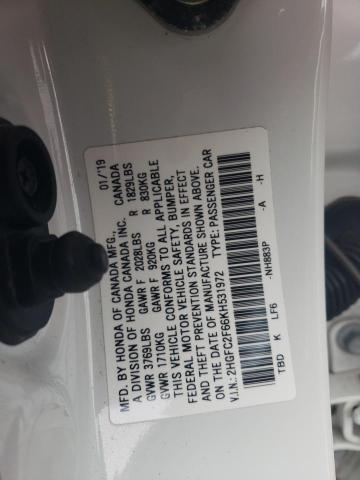 MFD. BY HONDA OF CANADA MFG., 01/'19
A DIVISION OF HONDA CANADA INC. CANADA
GVWR 3769LBS GAWR F 2028LBS R 1829LBS
GVWR 1710KG GAWR F 920KG R 830KG
THIS VEHICLE CONFORMS TO ALL APPLICABLE
FEDERAL MOTOR VEHICLE SAFETY, BUMPER,
AND THEFT PREVENTION STANDARDS IN EFFECT
ON THE DATE OF MANUFACTURE SHOWN ABOVE.
V.I.N.: 2HGFC2F66KH531972 TYPE: PASSENGER CAR
TBD K LF6 -NH883P -A -H